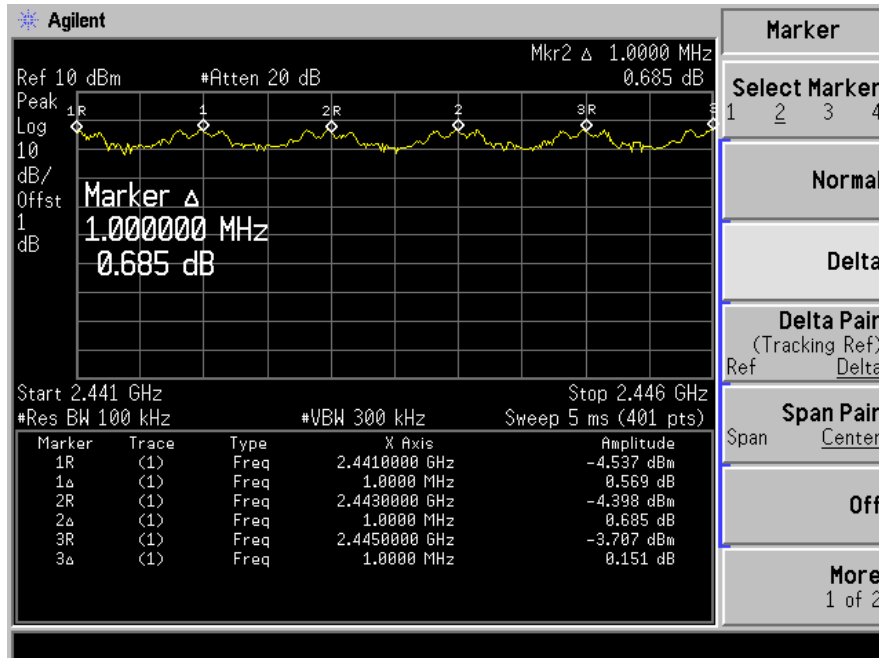 Agilent
Mkr2 Δ 1.0000 MHz
Ref 10 dBm #Atten 20 dB 0.685 dB
Peak
Log
10
dB/
Offst
1
dB
1R 1 2R 2 3R 3
Marker Δ
1.000000 MHz
0.685 dB
Start 2.441 GHz Stop 2.446 GHz
#Res BW 100 kHz #VBW 300 kHz Sweep 5 ms (401 pts)
Marker Trace Type X Axis Amplitude
1R (1) Freq 2.4410000 GHz -4.537 dBm
1Δ (1) Freq 1.0000 MHz 0.569 dB
2R (1) Freq 2.4430000 GHz -4.398 dBm
2Δ (1) Freq 1.0000 MHz 0.685 dB
3R (1) Freq 2.4450000 GHz -3.707 dBm
3Δ (1) Freq 1.0000 MHz 0.151 dB
Marker
Select Marker
1 2 3 4
Normal
Delta
Delta Pair
(Tracking Ref)
Ref Delta
Span Pair
Span Center
Off
More
1 of 2